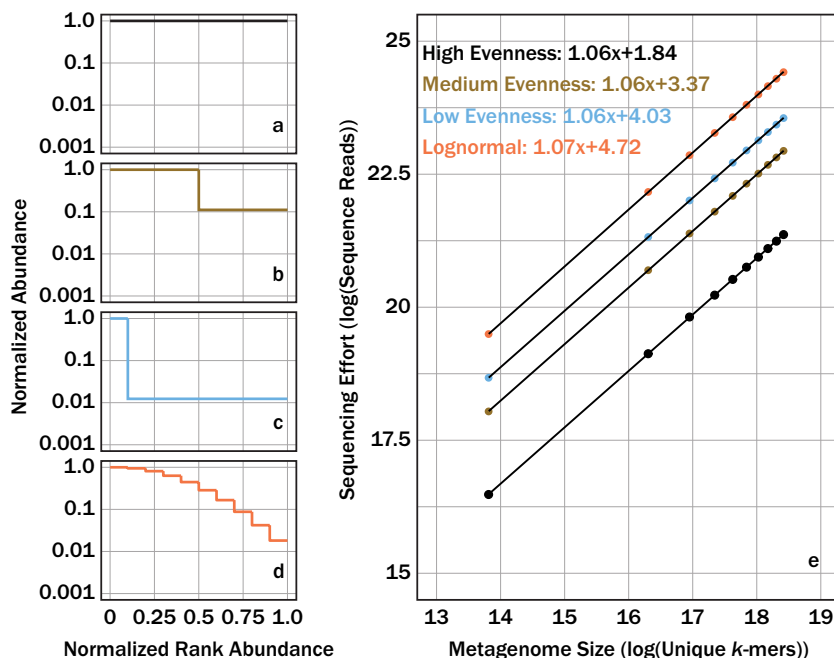 Normalized Abundance
1.0
0.1
0.01
0.001
a
1.0
0.1
0.01
0.001
b
1.0
0.1
0.01
0.001
c
1.0
0.1
0.01
0.001
d
0 0.25 0.5 0.75 1.0
Normalized Rank Abundance
Sequencing Effort (log(Sequence Reads))
25
22.5
20
17.5
15
High Evenness: 1.06x+1.84
Medium Evenness: 1.06x+3.37
Low Evenness: 1.06x+4.03
Lognormal: 1.07x+4.72
e
13 14 15 16 17 18 19
Metagenome Size (log(Unique k-mers))